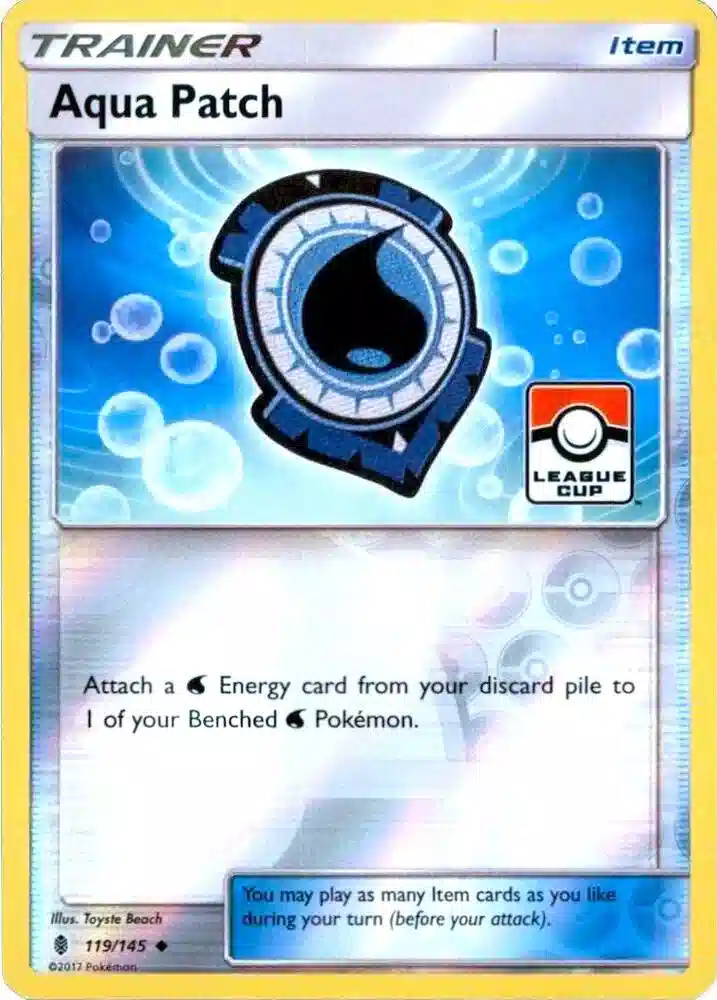 TRAINER
Item
Aqua Patch
LEAGUE
CUP
Attach a Energy card from your discard pile to
1 of your Benched Pokémon.
You may play as many Item cards as you like
during your turn (before your attack).
Illus. Toyste Beach
119/145
©2017 Pokémon